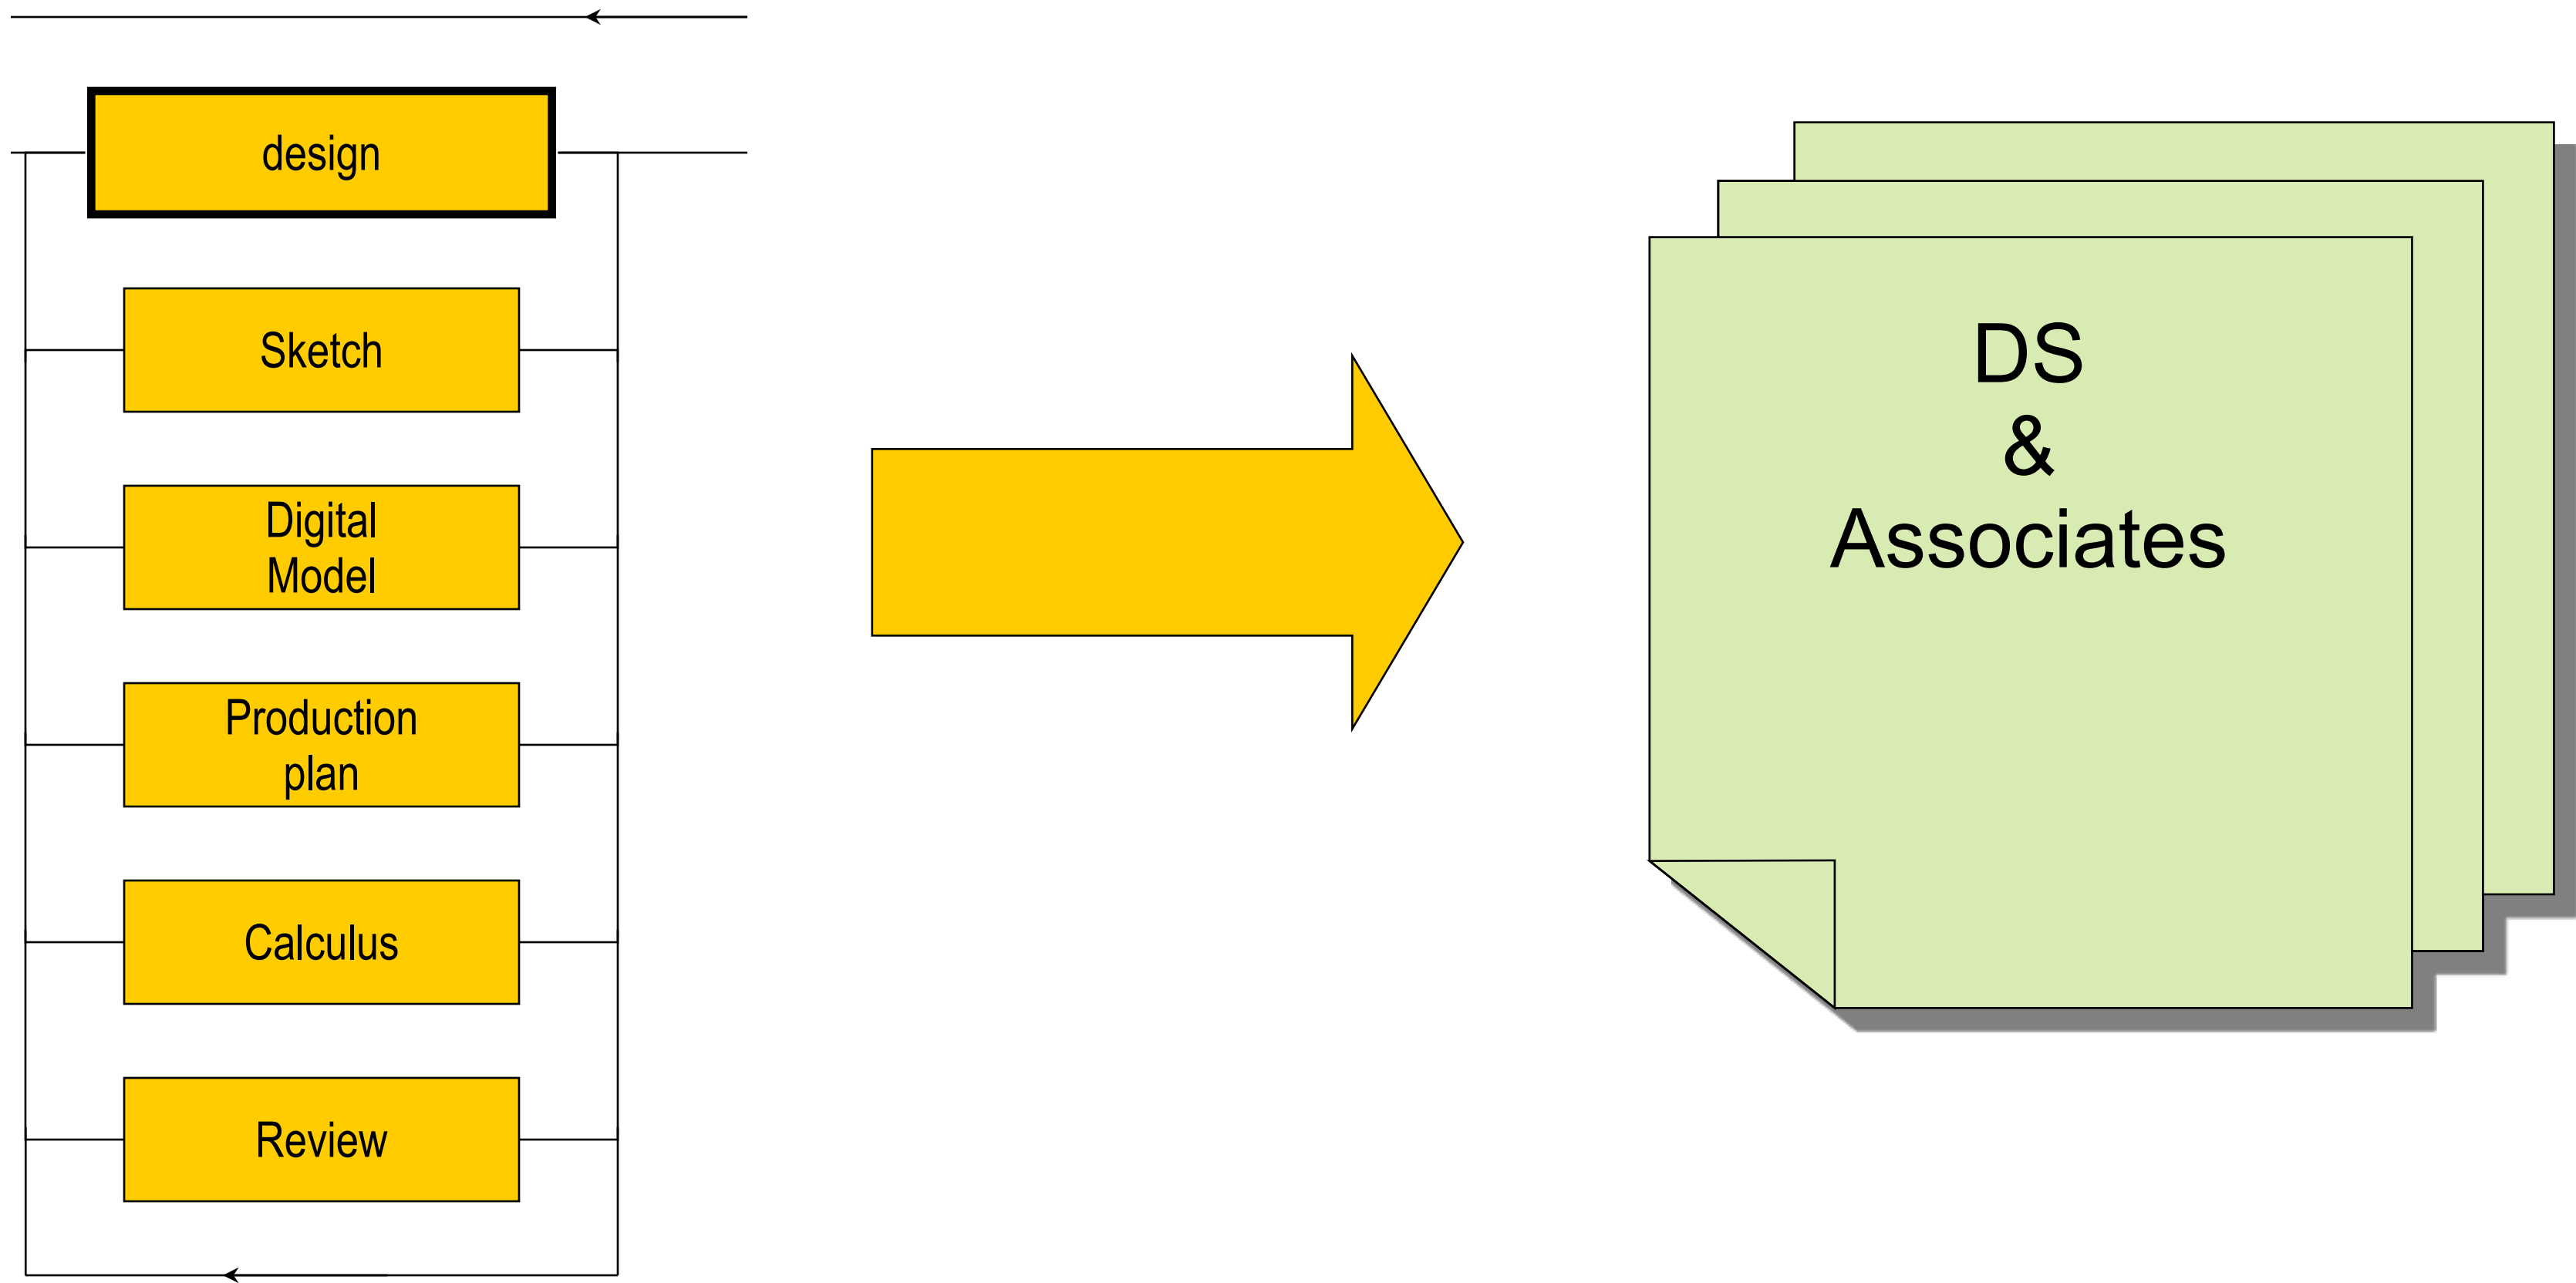 design
Sketch
Digital
Model
Production
plan
Calculus
Review
DS
&
Associates